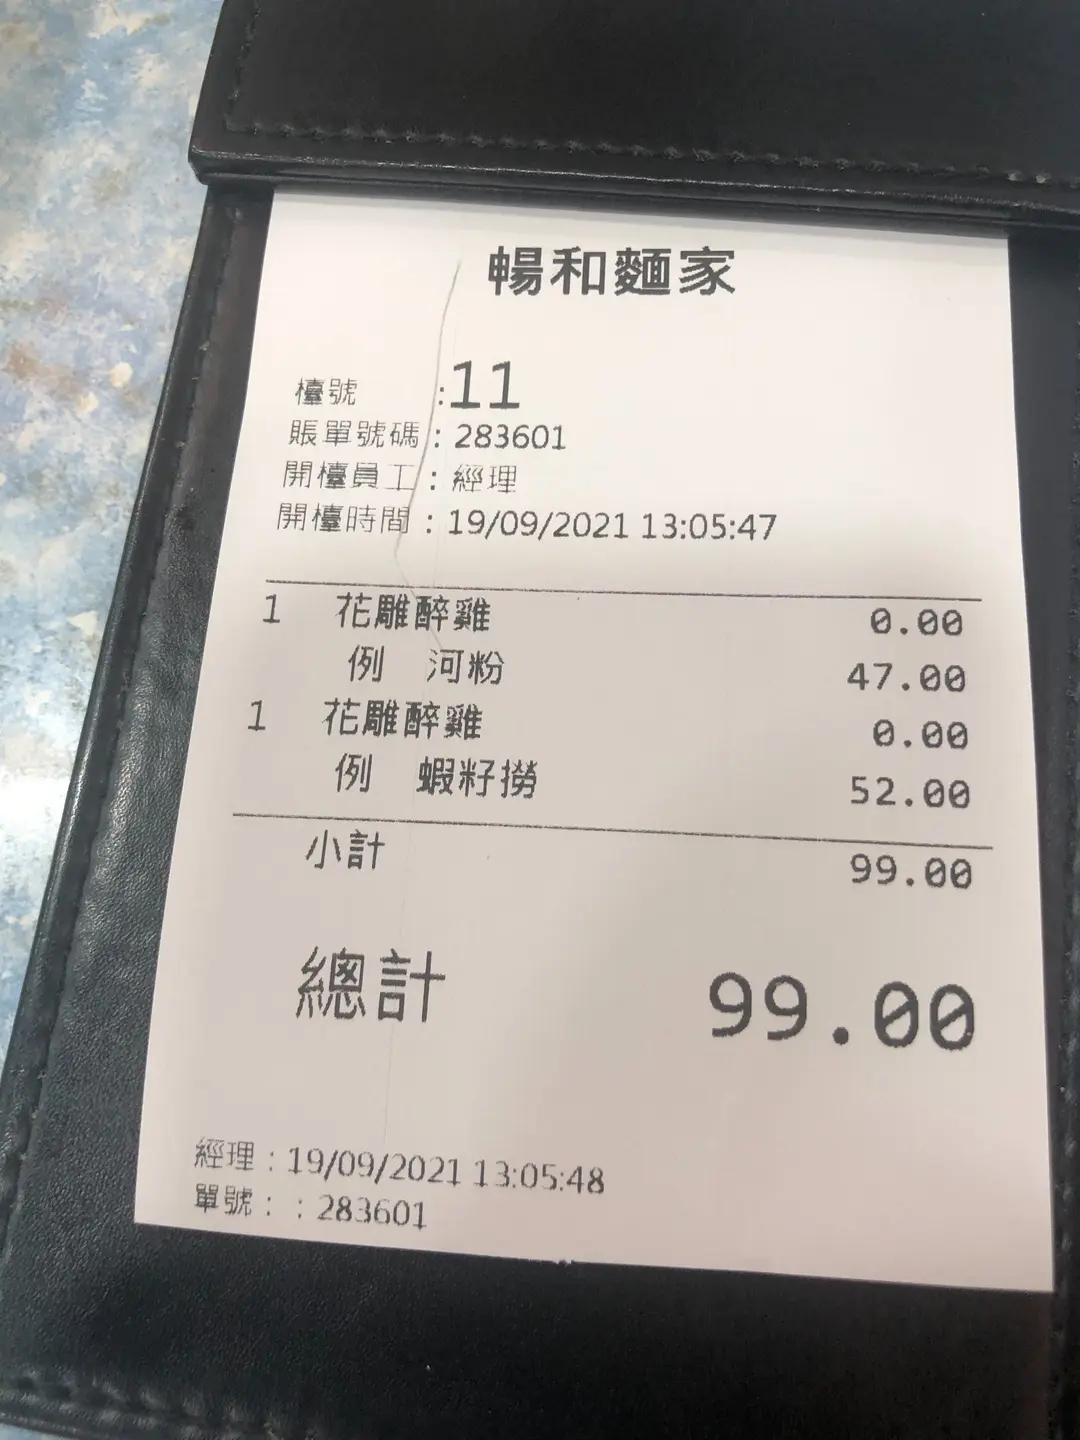 暢和麵家
檯號 :11
賬單號碼 : 283601
開檯員工 : 經理
開檯時間 : 19/09/2021 13:05:47
1 花雕醉雞 0.00
例 河粉 47.00
1 花雕醉雞 0.00
例 蝦籽撈 52.00
小計 99.00
總計 99.00
經理 : 19/09/2021 13:05:48
單號 : : 283601